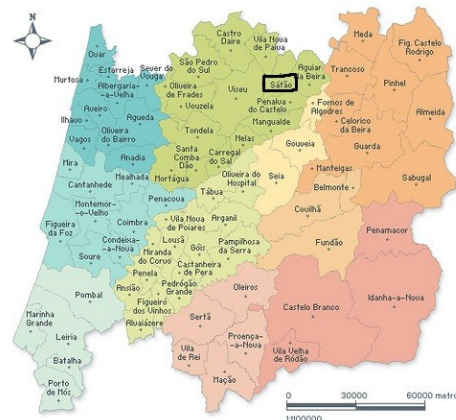 Castro
Daire
Vila Nova
de Paiva
Meda
Fig. Castelo
Rodrigo
Ovar
Estarreja
Sever do
Vouga
São Pedro
do Sul
Aguiar
da Beira
Trancoso
Pinhel
Murtosa
Albergaria-
a-Velha
Oliveira
de Frades
Viseu
Sátão
Fornos de
Algodres
Almeida
Aveiro
Vouzela
Penalva
do Castelo
Celorico
da Beira
Ilhavo
Agueda
Mangualde
Vagos
Oliveira
do Bairro
Tondela
Nelas
Gouveia
Guarda
Anadia
Santa
Comba
Dão
Carregal
do Sal
Mira
Mealhada
Mortágua
Oliveira do
Hospital
Seia
Manteigas
Sabugal
Cantanhede
Penacova
Tábua
Belmonte
Montemor-
o-Velho
Coimbra
Vila Nova
de Poiares
Arganil
Covilhã
Figueira
da Foz
Condeixa-
a-Nova
Lousã
Góis
Pampilhosa
da Serra
Fundão
Penamacor
Soure
Miranda
do Corvo
Penela
Castanheira
de Pera
Ansião
Pedrógão
Grande
Oleiros
Idanha-a-Nova
Pombal
Figueiro
dos Vinhos
Castelo Branco
Marinha
Grande
Alvaiázere
Sertã
Leiria
Proença-
a-Nova
Batalha
Vila
de Rei
Vila Velha
de Ródão
Porto
de Mós
Mação
0 30000 60000 metro
1:1100000